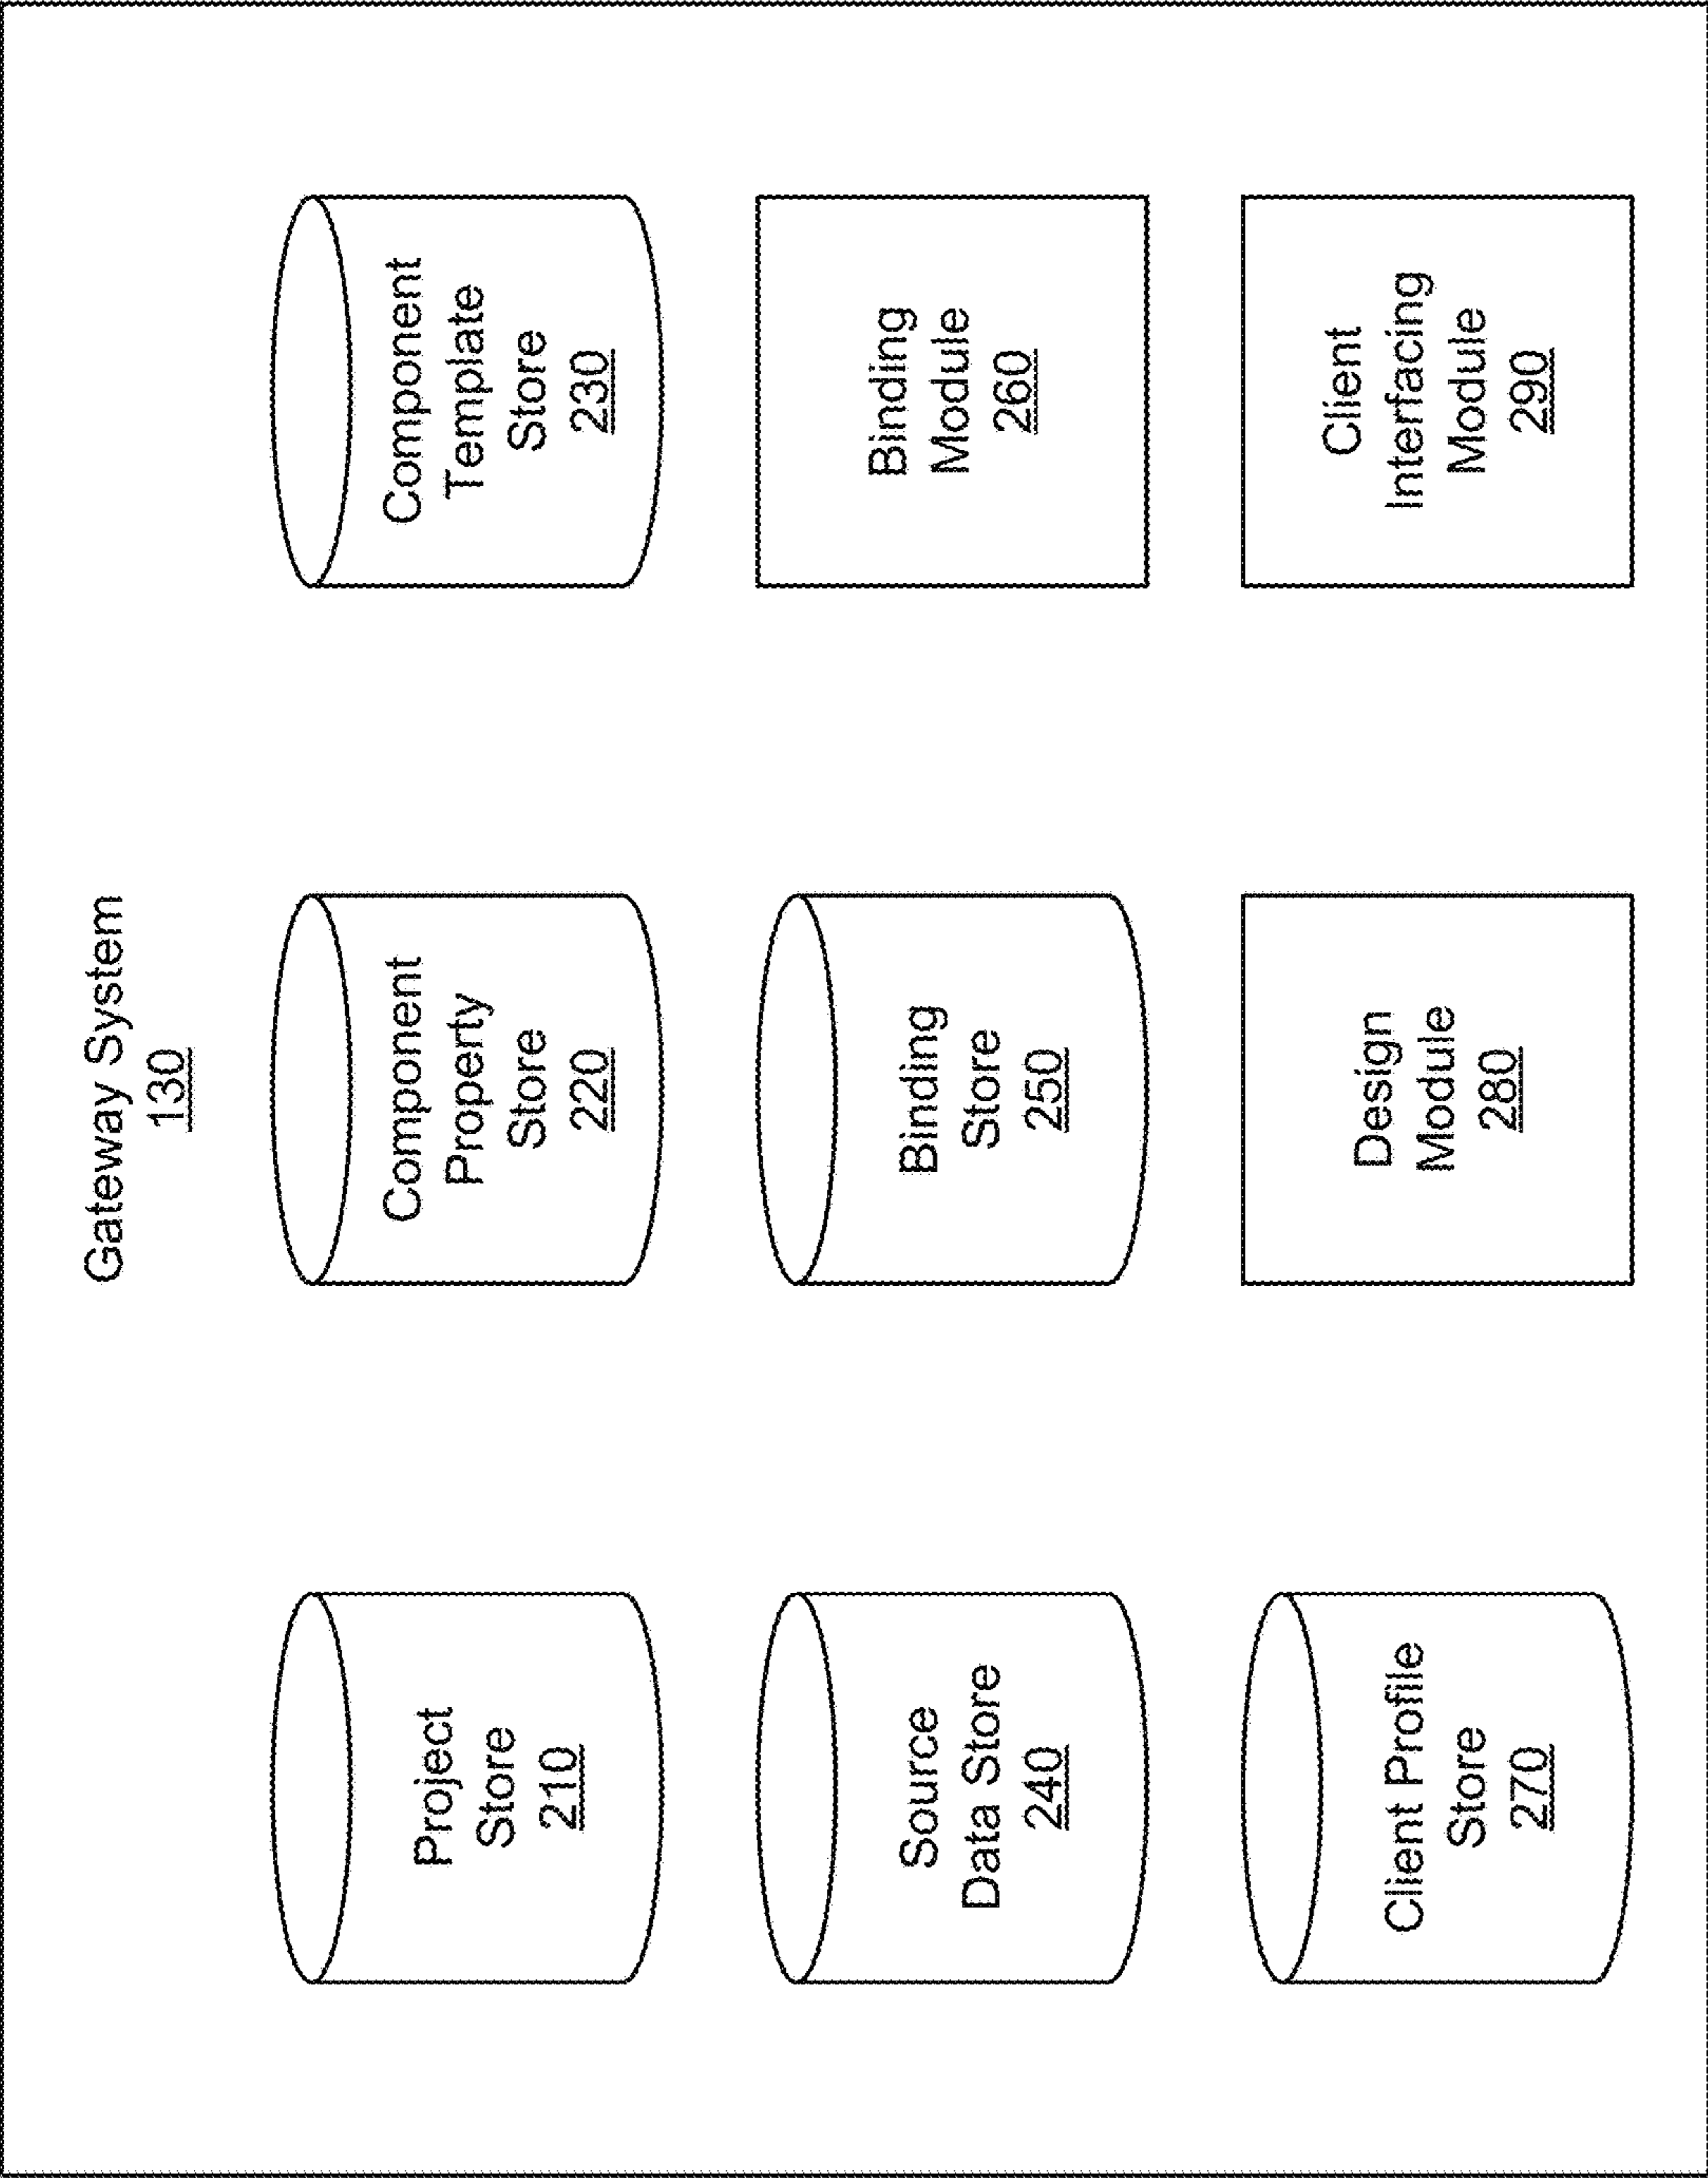 Gateway System
130
Project
Store
210
Component
Property
Store
220
Component
Template
Store
230
Source
Data Store
240
Binding
Store
250
Binding
Module
260
Client Profile
Store
270
Design
Module
280
Client
Interfacing
Module
290